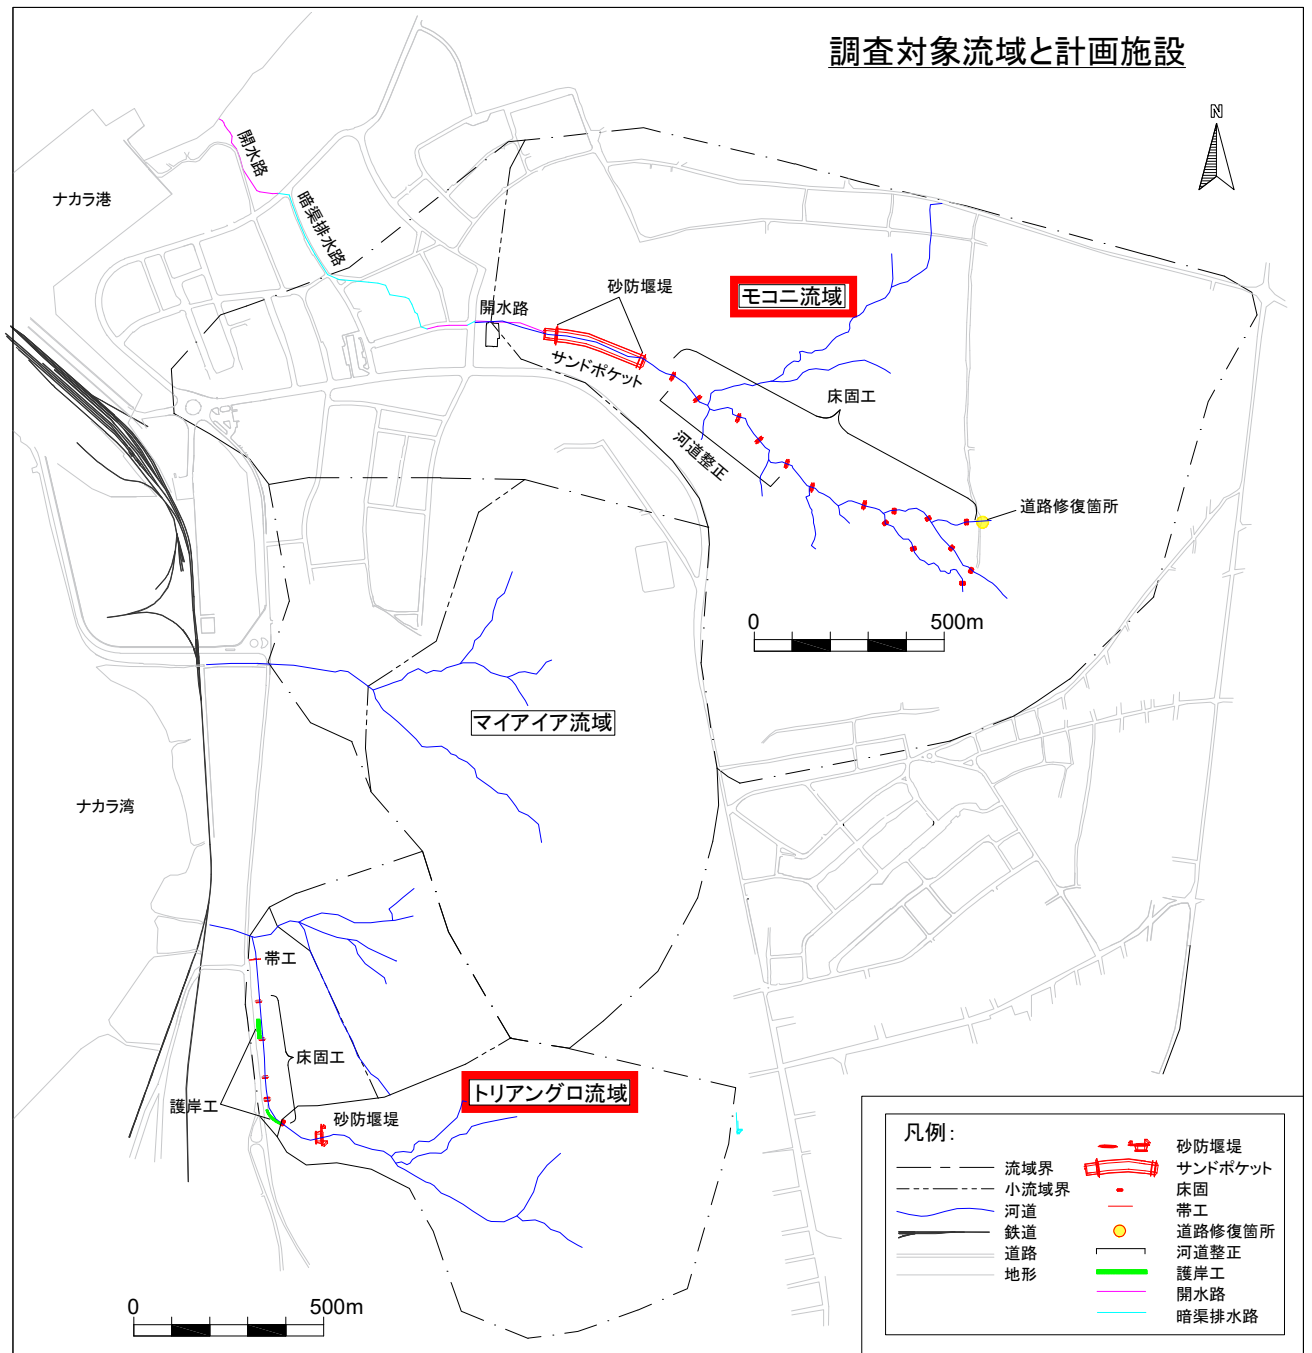 調査対象流域と計画施設
N
開水路
ナカラ港
暗渠排水路
砂防堰堤
モコニ流域
開水路
サンドポケット
床固工
河道整正
道路修復箇所
0 500m
マイアイア流域
ナカラ湾
帯工
床固工
護岸工
砂防堰堤
トリアングロ流域
0 500m
凡例:
流域界
小流域界
河道
鉄道
道路
地形
砂防堰堤
サンドポケット
床固
帯工
道路修復箇所
河道整正
護岸工
開水路
暗渠排水路